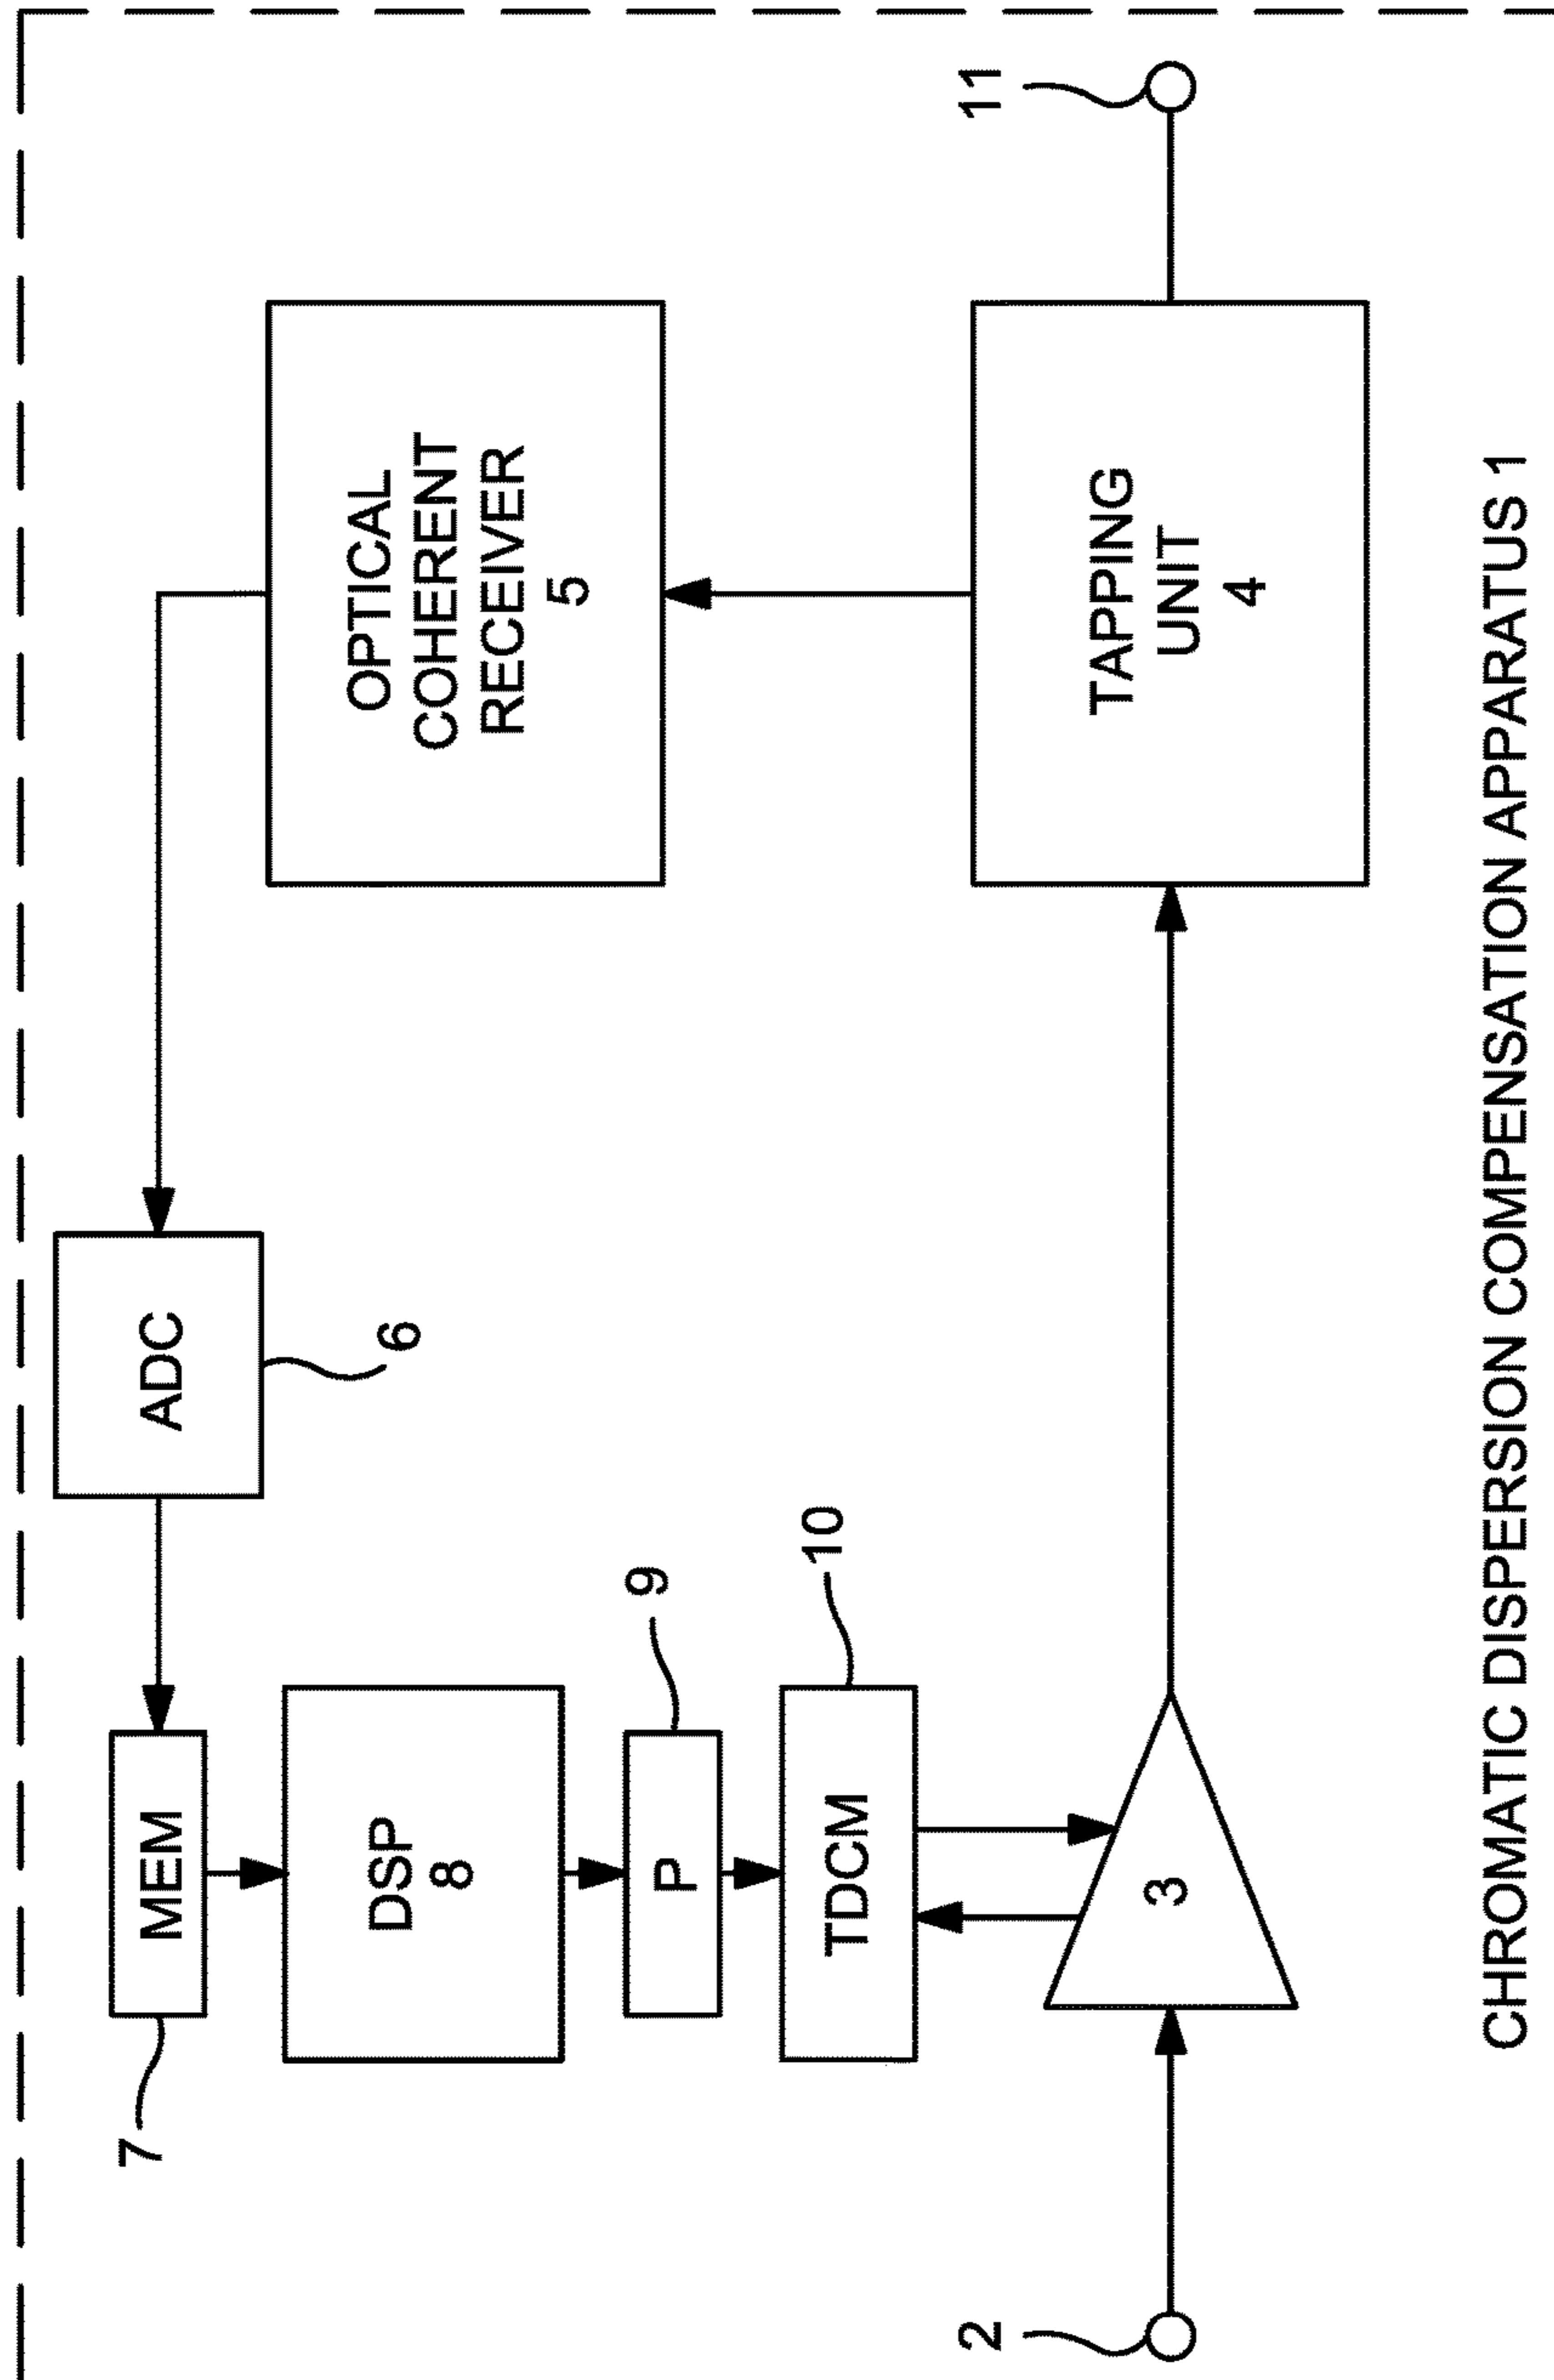 7
MEM
ADC
6
OPTICAL
COHERENT
RECEIVER
5
DSP
8
9
P
10
TDCM
2
3
TAPPING
UNIT
4
11
CHROMATIC DISPERSION COMPENSATION APPARATUS 1